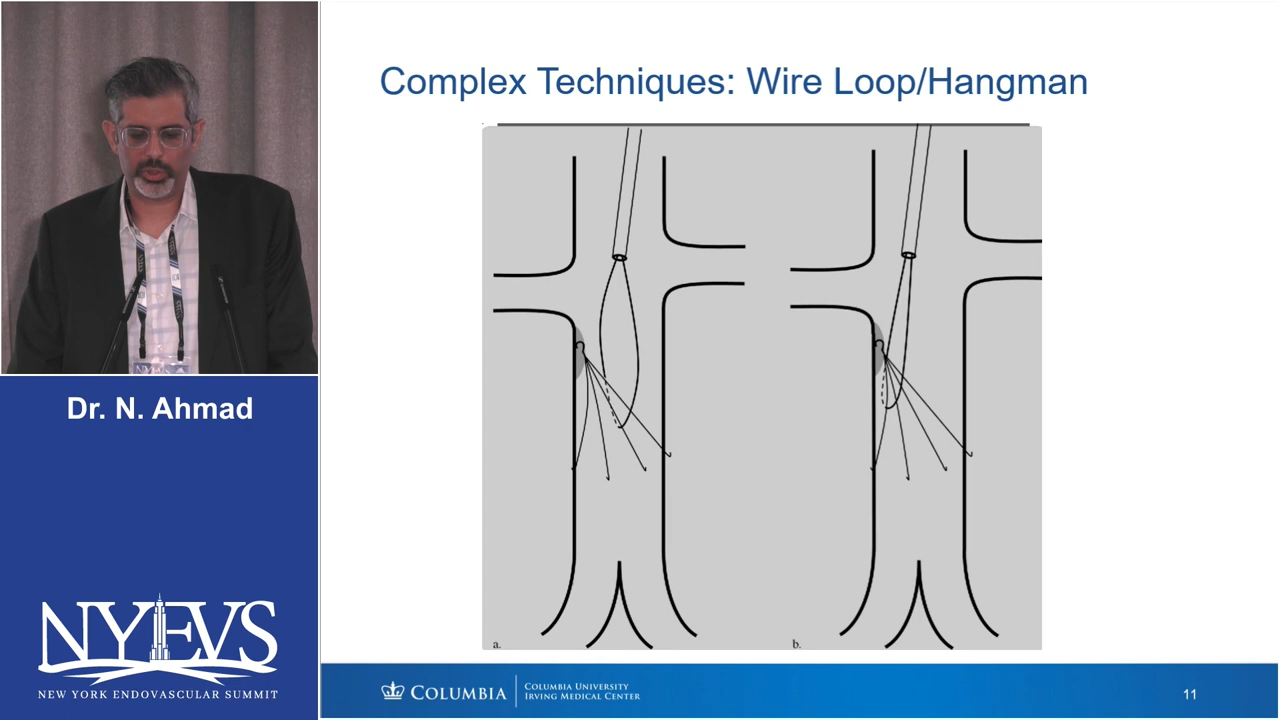 Complex Techniques: Wire Loop/Hangman
a.
b.
Dr. N. Ahmad
NYEVS
NEW YORK ENDOVASCULAR SUMMIT
COLUMBIA
COLUMBIA UNIVERSITY
IRVING MEDICAL CENTER
11